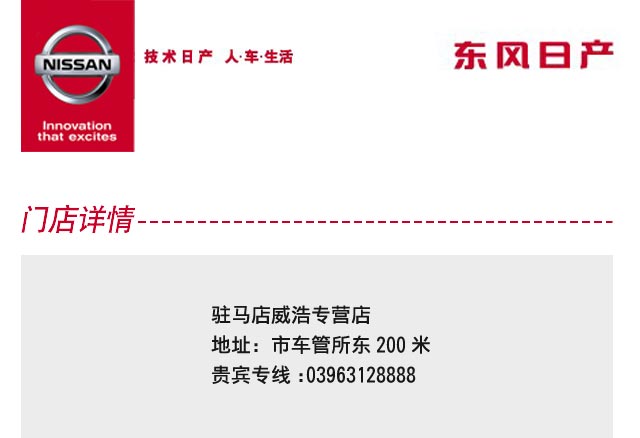 NISSAN
Innovation
that excites
技术日产 人·车·生活
东风日产
门店详情
驻马店威浩专营店
地址：市车管所东 200 米
贵宾专线 :03963128888